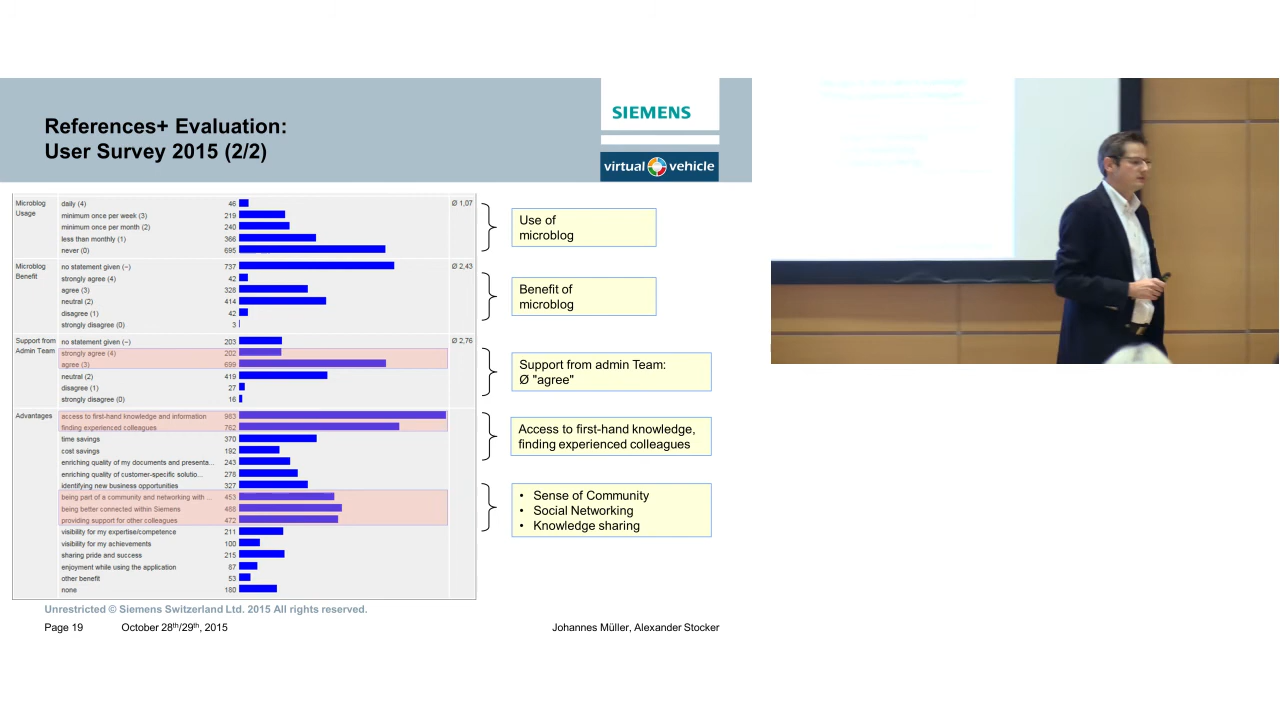 References+ Evaluation:
User Survey 2015 (2/2)
SIEMENS
virtual vehicle
Microblog Usage
daily (4) 46 Ø 1,07
minimum once per week (3) 219
minimum once per month (2) 240
less than monthly (1) 366
never (0) 695
Microblog Benefit
no statement given (–) 737 Ø 2,43
strongly agree (4) 42
agree (3) 328
neutral (2) 414
disagree (1) 42
strongly disagree (0) 3
Support from Admin Team
no statement given (–) 203 Ø 2,76
strongly agree (4) 202
agree (3) 699
neutral (2) 419
disagree (1) 27
strongly disagree (0) 16
Advantages
access to first-hand knowledge and information 983
finding experienced colleagues 762
time savings 370
cost savings 192
enriching quality of my documents and presenta... 243
enriching quality of customer-specific solutio... 278
identifying new business opportunities 327
being part of a community and networking with ... 453
being better connected within Siemens 488
providing support for other colleagues 472
visibility for my expertise/competence 211
visibility for my achievements 100
sharing pride and success 215
enjoyment while using the application 87
other benefit 53
none 180
Use of
microblog
Benefit of
microblog
Support from admin Team:
Ø "agree"
Access to first-hand knowledge,
finding experienced colleagues
• Sense of Community
• Social Networking
• Knowledge sharing
Unrestricted © Siemens Switzerland Ltd. 2015 All rights reserved.
Page 19 October 28th/29th, 2015 Johannes Müller, Alexander Stocker